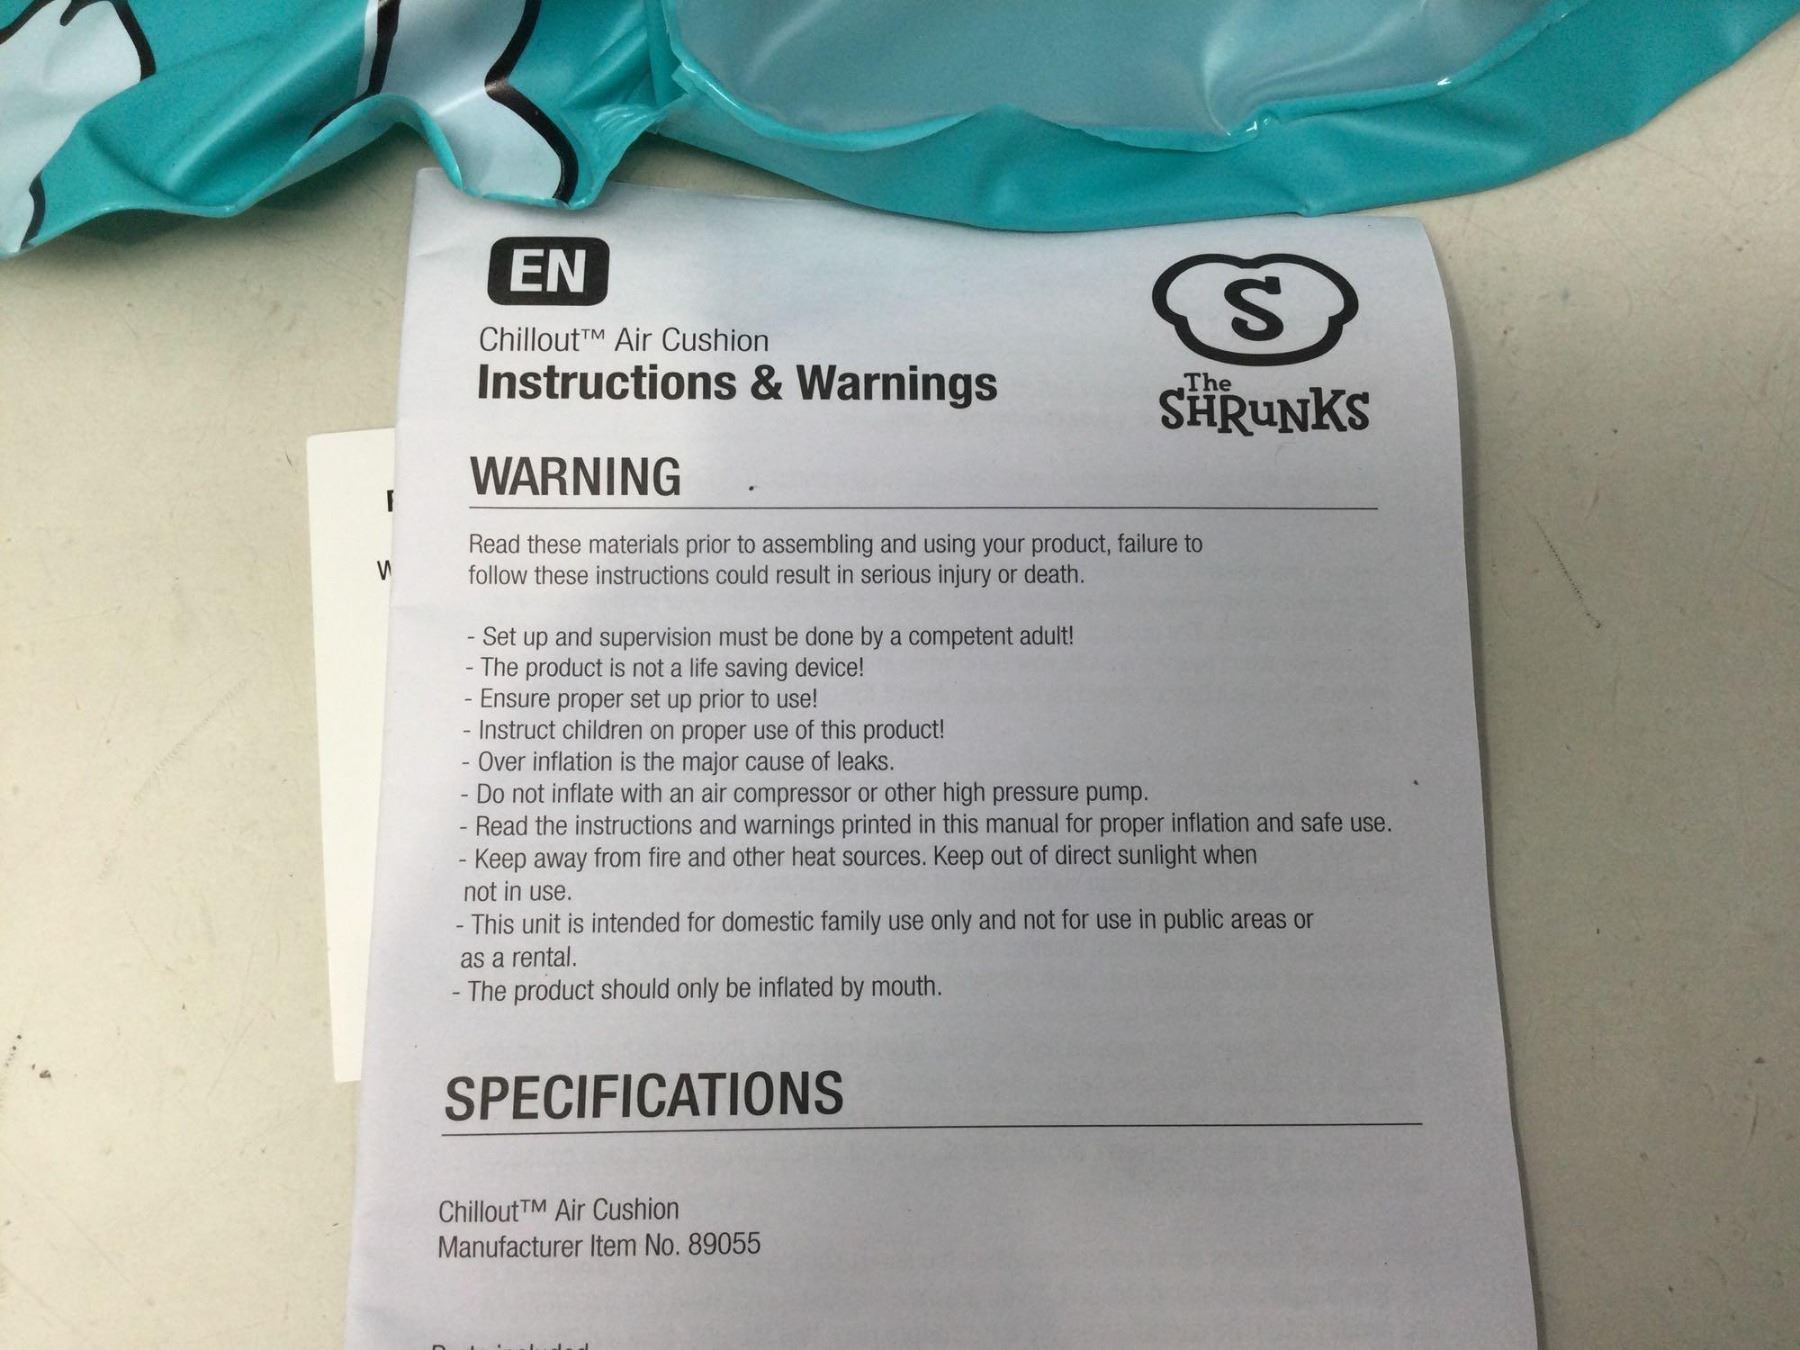 EN
Chillout™ Air Cushion
Instructions & Warnings
S
The
SHRUNKS
WARNING
Read these materials prior to assembling and using your product, failure to
follow these instructions could result in serious injury or death.
- Set up and supervision must be done by a competent adult!
- The product is not a life saving device!
- Ensure proper set up prior to use!
- Instruct children on proper use of this product!
- Over inflation is the major cause of leaks.
- Do not inflate with an air compressor or other high pressure pump.
- Read the instructions and warnings printed in this manual for proper inflation and safe use.
- Keep away from fire and other heat sources. Keep out of direct sunlight when
not in use.
- This unit is intended for domestic family use only and not for use in public areas or
as a rental.
- The product should only be inflated by mouth.
SPECIFICATIONS
Chillout™ Air Cushion
Manufacturer Item No. 89055